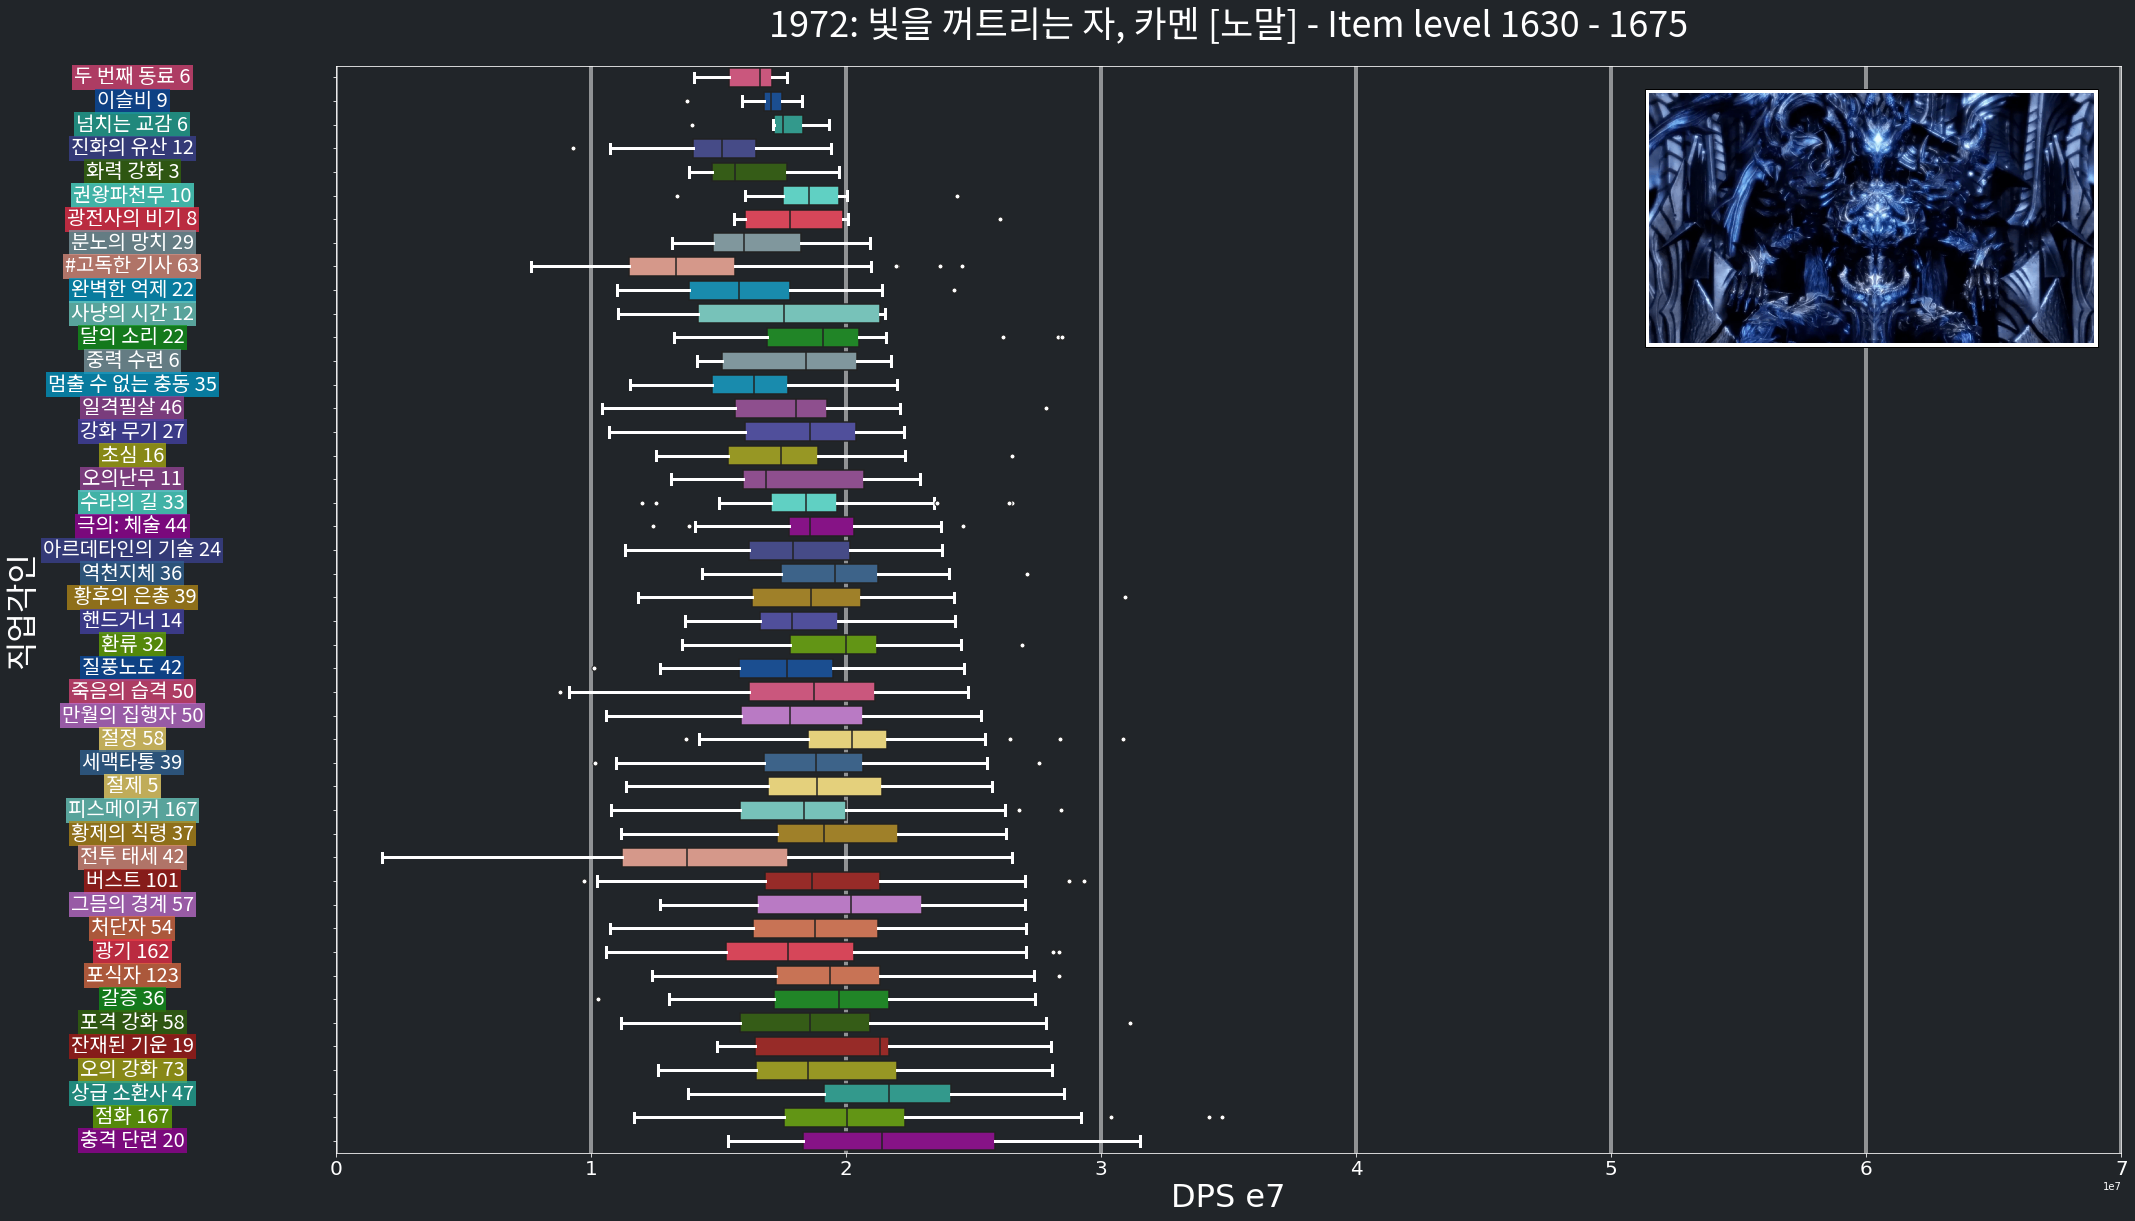 1972: 빛을 꺼트리는 자, 카멘 [노말] - Item level 1630 - 1675
두 번째 동료 6
이슬비 9
넘치는 교감 6
진화의 유산 12
화력 강화 3
권왕파천무 10
광전사의 비기 8
분노의 망치 29
#고독한 기사 63
완벽한 억제 22
사냥의 시간 12
달의 소리 22
중력 수련 6
멈출 수 없는 충동 35
일격필살 46
강화 무기 27
초심 16
오의난무 11
수라의 길 33
극의: 체술 44
아르데타인의 기술 24
역천지체 36
황후의 은총 39
핸드거너 14
환류 32
질풍노도 42
죽음의 습격 50
만월의 집행자 50
절정 58
세맥타통 39
절제 5
피스메이커 167
황제의 칙령 37
전투 태세 42
버스트 101
그믐의 경계 57
처단자 54
광기 162
포식자 123
갈증 36
포격 강화 58
잔재된 기운 19
오의 강화 73
상급 소환사 47
점화 167
충격 단련 20
직업각인
0 1 2 3 4 5 6 7
1e7
DPS e7